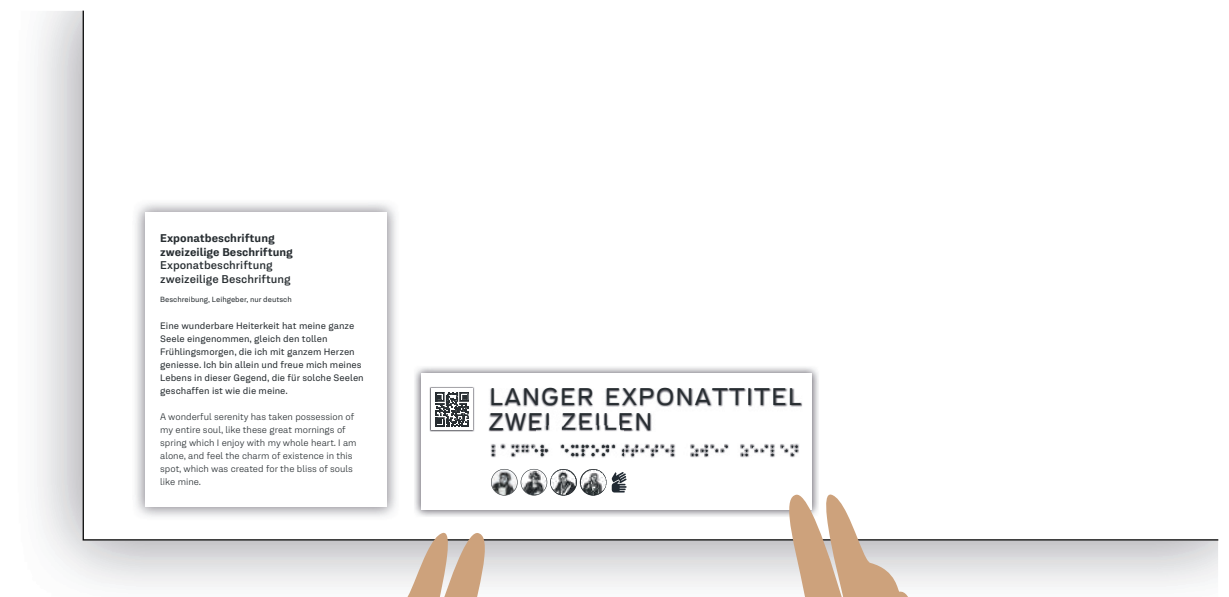 Exponatbeschriftung
zweizeilige Beschriftung
Exponatbeschriftung
zweizeilige Beschriftung
Beschreibung, Leihgeber, nur deutsch
Eine wunderbare Heiterkeit hat meine ganze
Seele eingenommen, gleich den tollen
Frühlingsmorgen, die ich mit ganzem Herzen
geniesse. Ich bin allein und freue mich meines
Lebens in dieser Gegend, die für solche Seelen
geschaffen ist wie die meine.
A wonderful serenity has taken possession of
my entire soul, like these great mornings of
spring which I enjoy with my whole heart. I am
alone, and feel the charm of existence in this
spot, which was created for the bliss of souls
like mine.
LANGER EXPONATTITEL
ZWEI ZEILEN